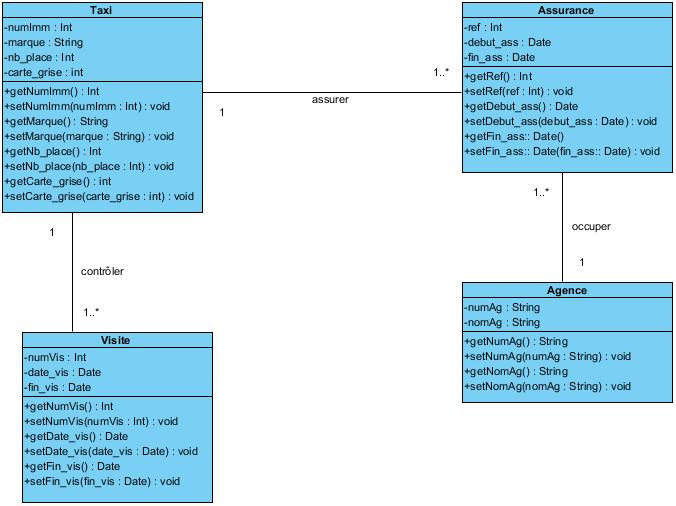 Taxi
-numImm : Int
-marque : String
-nb_place : Int
-carte_grise : int
+getNumImm() : Int
+setNumImm(numImm : Int) : void
+getMarque() : String
+setMarque(marque : String) : void
+getNb_place() : Int
+setNb_place(nb_place : Int) : void
+getCarte_grise() : int
+setCarte_grise(carte_grise : int) : void
1..*
assurer
1
Assurance
-ref : Int
-debut_ass : Date
-fin_ass : Date
+getRef() : Int
+setRef(ref : Int) : void
+getDebut_ass() : Date
+setDebut_ass(debut_ass : Date) : void
+getFin_ass:: Date()
+setFin_ass:: Date(fin_ass:: Date) : void
1
contrôler
1..*
1..*
occuper
1
Visite
-numVis : Int
-date_vis : Date
-fin_vis : Date
+getNumVis() : Int
+setNumVis(numVis : Int) : void
+getDate_vis() : Date
+setDate_vis(date_vis : Date) : void
+getFin_vis() : Date
+setFin_vis(fin_vis : Date) : void
Agence
-numAg : String
-nomAg : String
+getNumAg() : String
+setNumAg(numAg : String) : void
+getNomAg() : String
+setNomAg(nomAg : String) : void